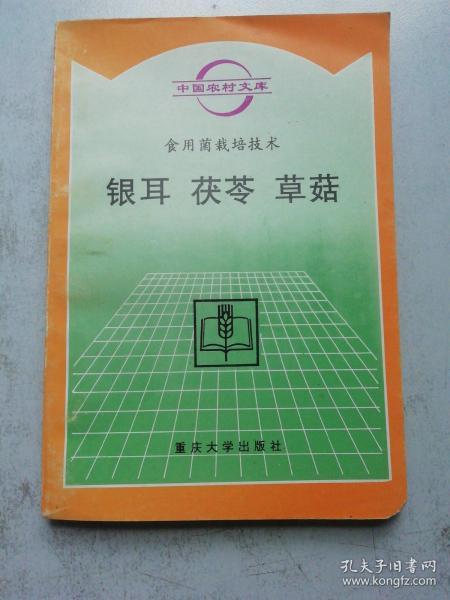 中国农村文库
食用菌栽培技术
银耳 茯苓 草菇
重庆大学出版社
孔夫子旧书网
www.kongfz.com